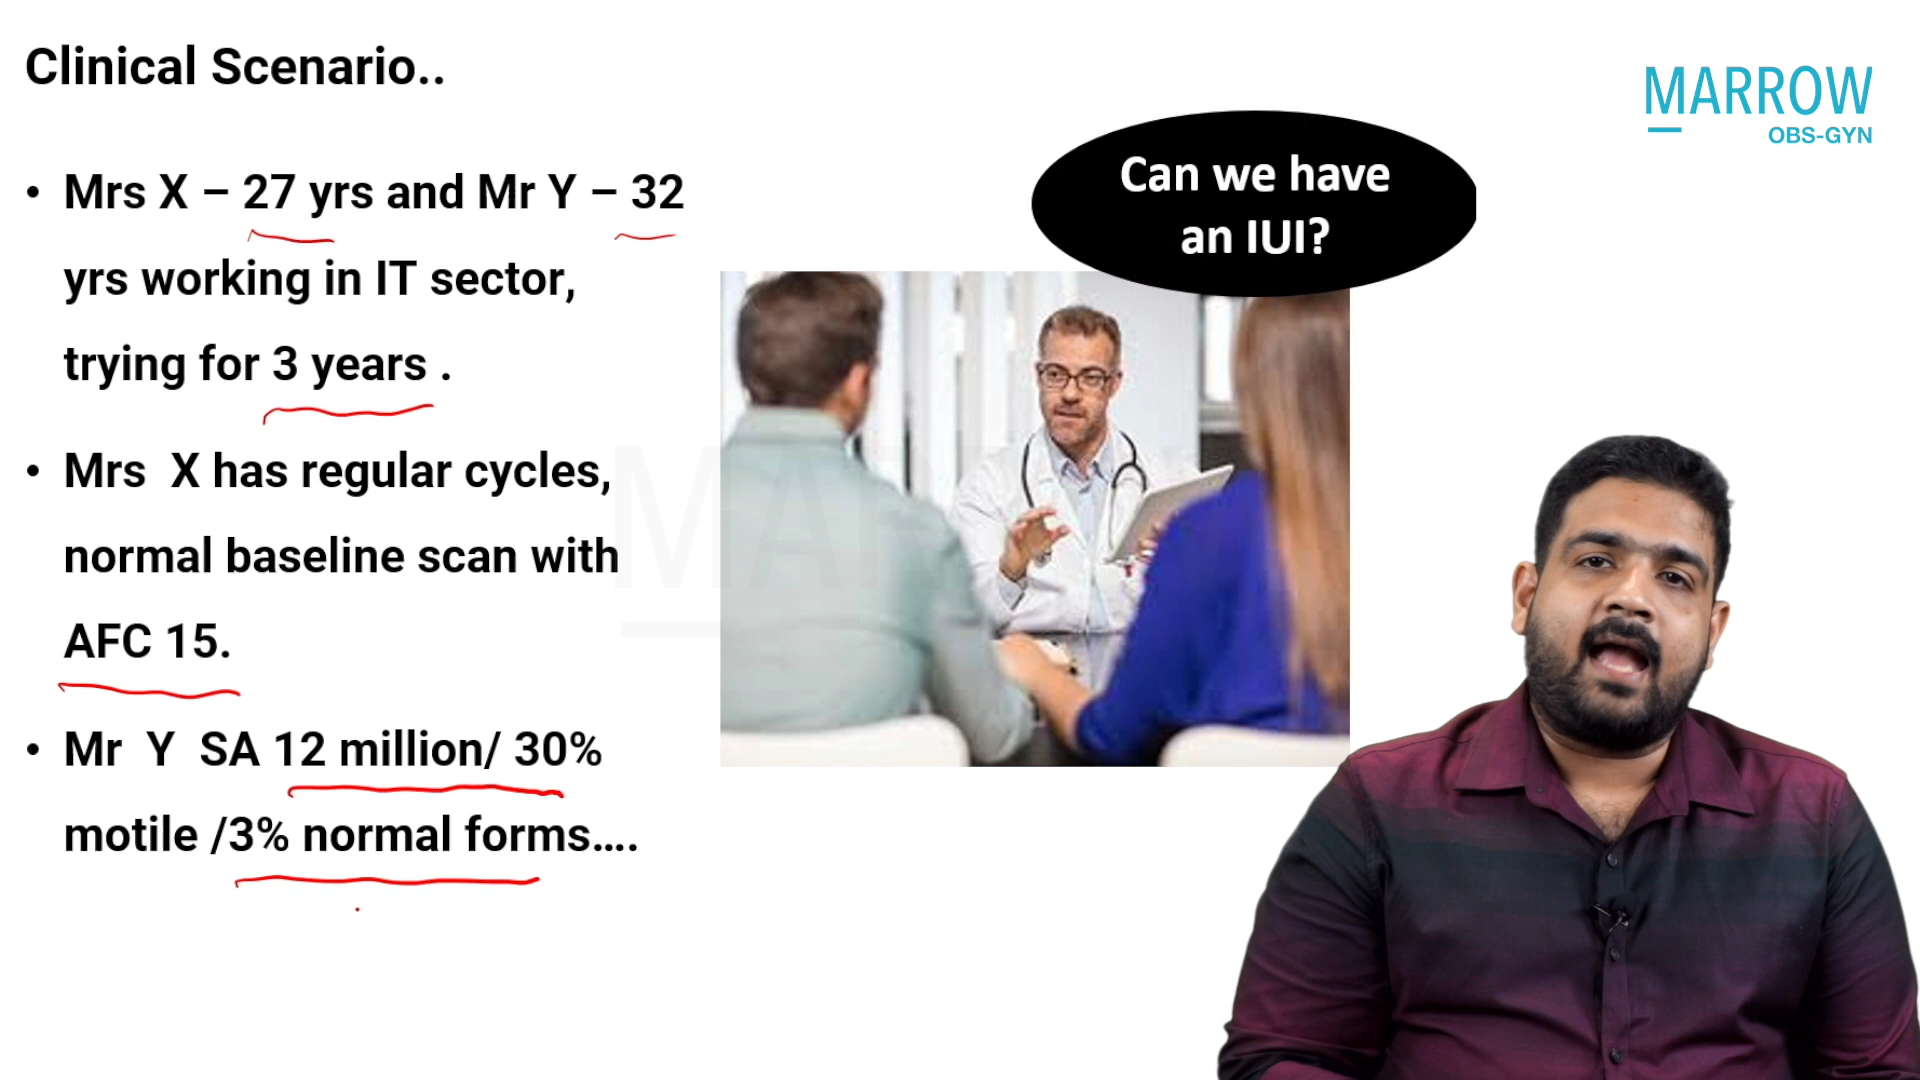 Clinical Scenario..
MARROW
OBS-GYN
Can we have
an IUI?
• Mrs X – 27 yrs and Mr Y – 32
yrs working in IT sector,
trying for 3 years .
• Mrs X has regular cycles,
normal baseline scan with
AFC 15.
• Mr Y SA 12 million/ 30%
motile /3% normal forms....